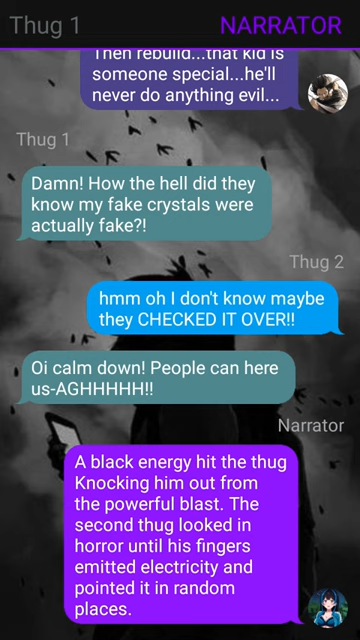 Thug 1
NARRATOR
Then rebuild...that kid is
someone special...he'll
never do anything evil...
Thug 1
Damn! How the hell did they
know my fake crystals were
actually fake?!
Thug 2
hmm oh I don't know maybe
they CHECKED IT OVER!!
Oi calm down! People can here
us-AGHHHHH!!
Narrator
A black energy hit the thug
Knocking him out from
the powerful blast. The
second thug looked in
horror until his fingers
emitted electricity and
pointed it in random
places.